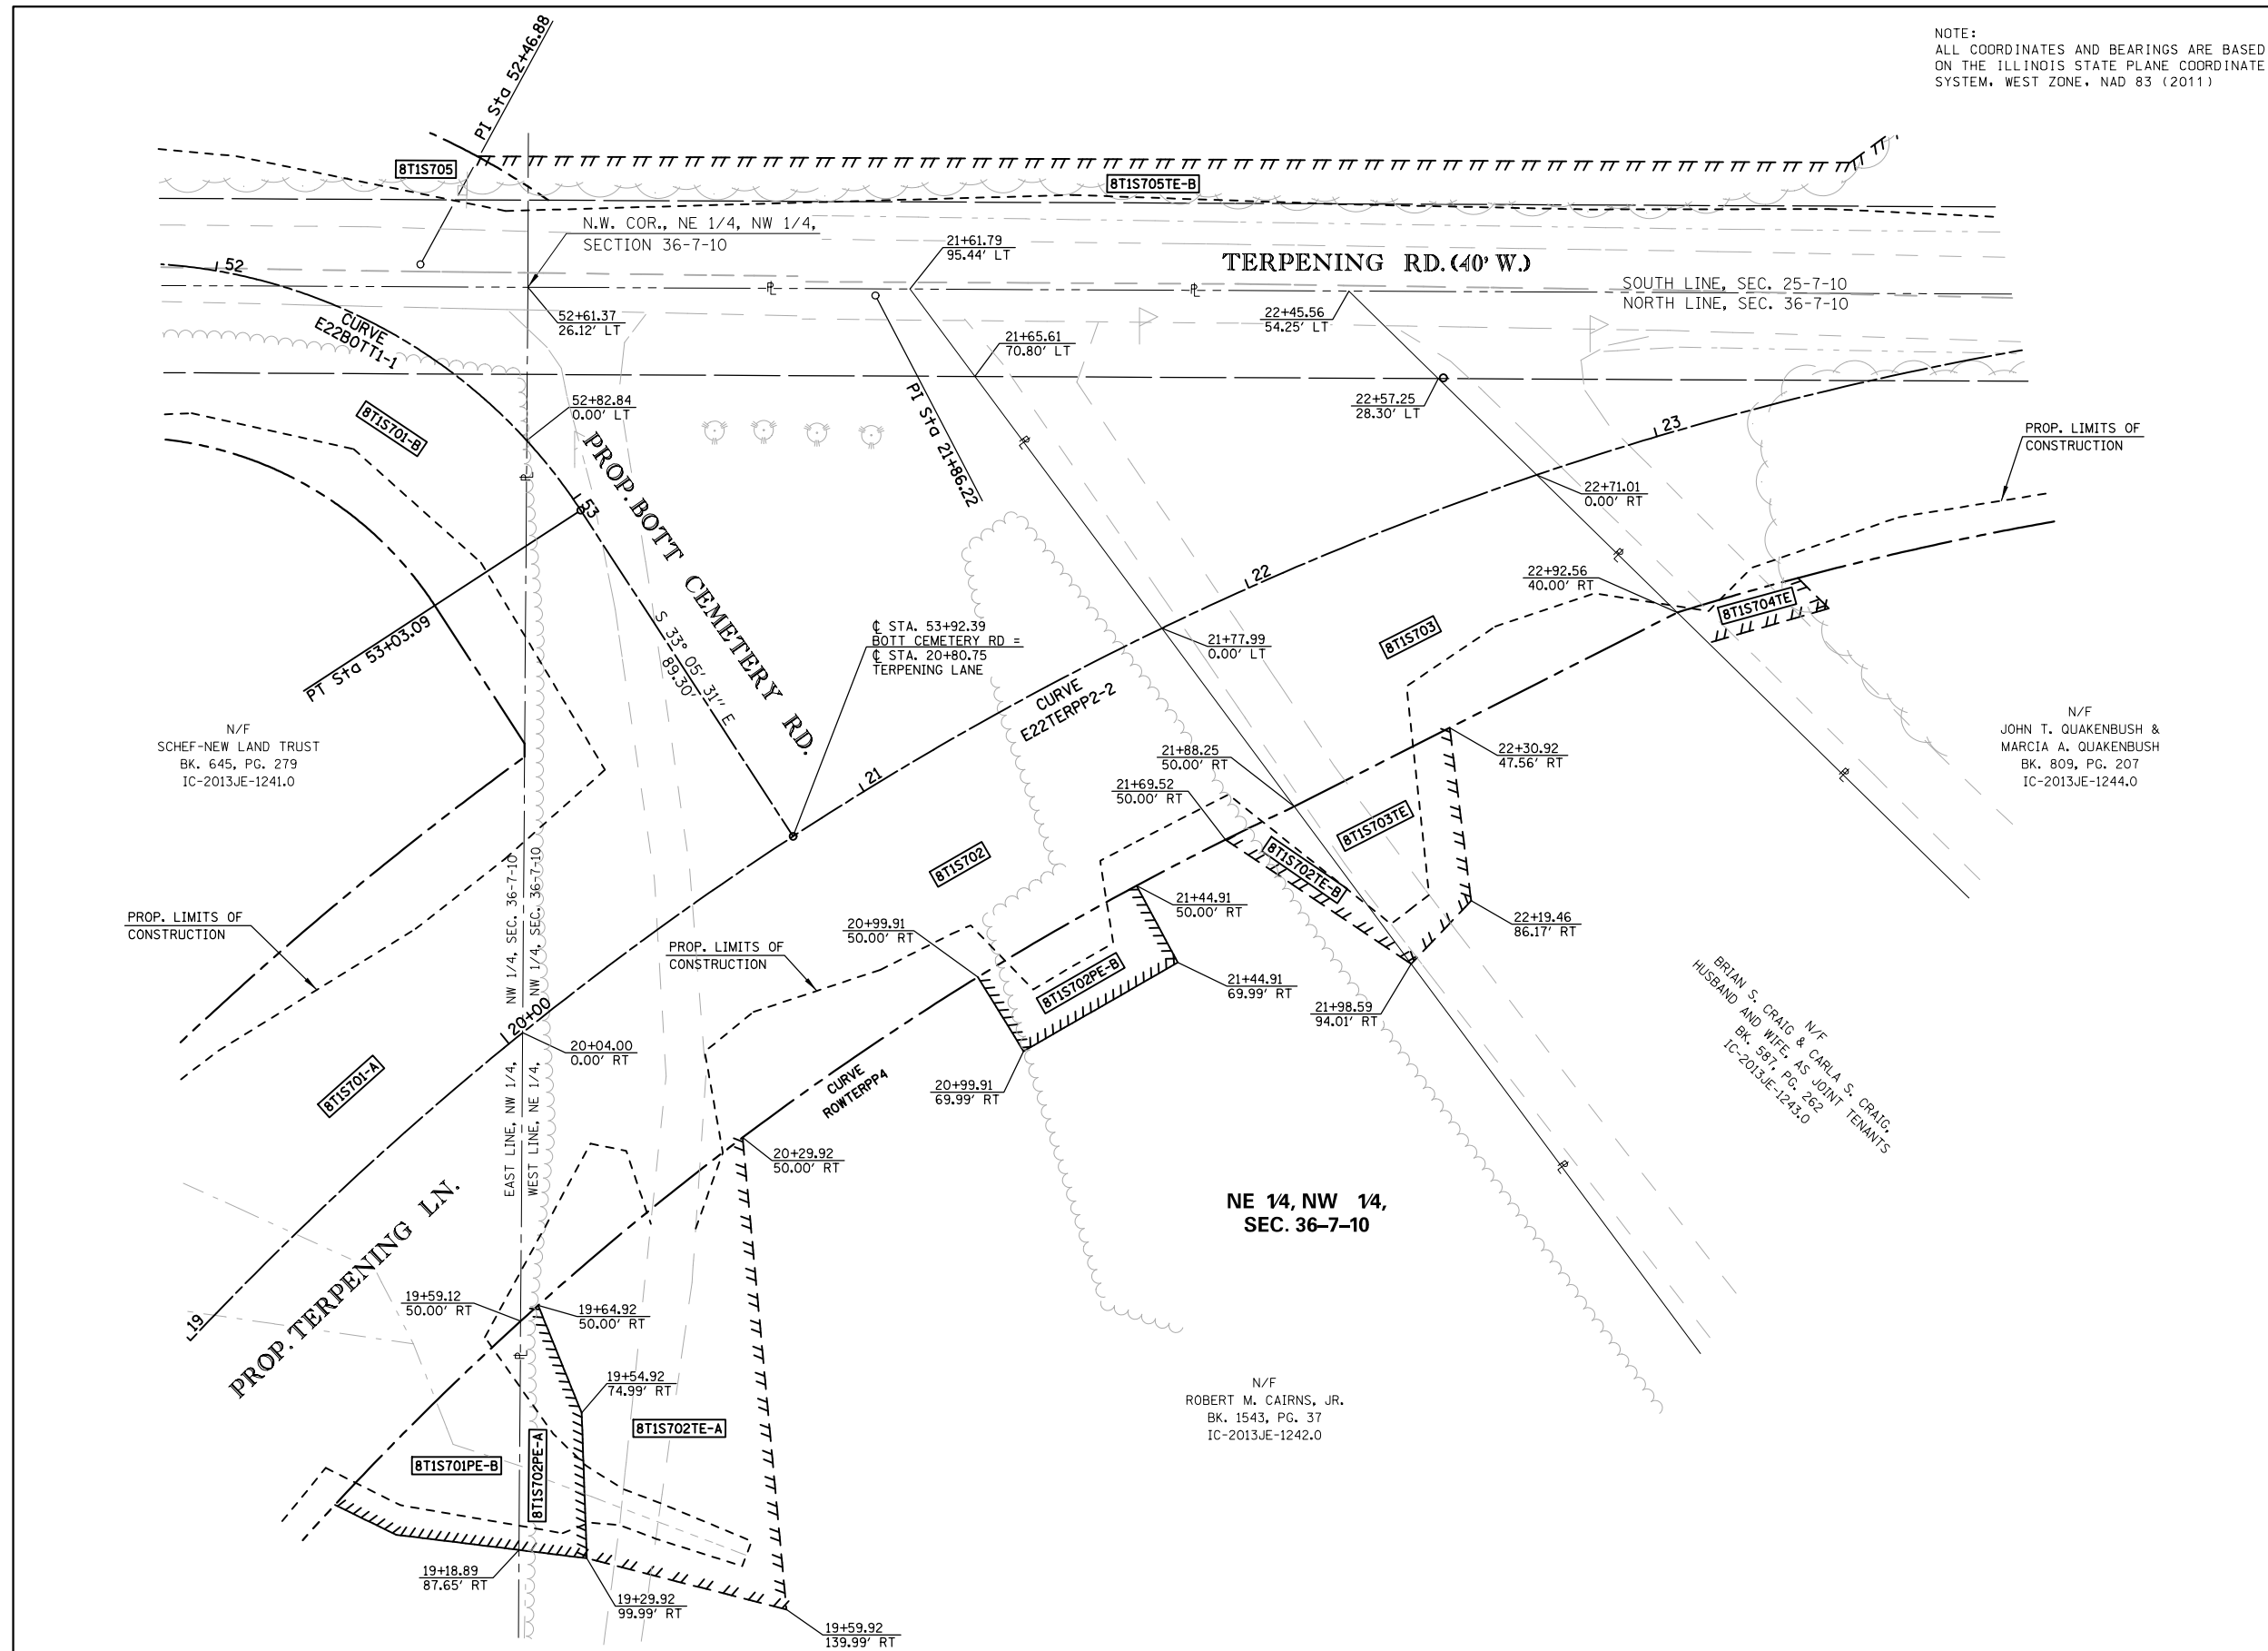 NOTE:
ALL COORDINATES AND BEARINGS ARE BASED
ON THE ILLINOIS STATE PLANE COORDINATE
SYSTEM, WEST ZONE, NAD 83 (2011)
PI Sta 52+46.88
8T1S705
8T1S705TE-B
N.W. COR., NE 1/4, NW 1/4,
SECTION 36-7-10
21+61.79
95.44' LT
TERPENING RD. (40' W.)
SOUTH LINE, SEC. 25-7-10
NORTH LINE, SEC. 36-7-10
52
CURVE
E22BOTT1-1
52+61.37
26.12' LT
22+45.56
54.25' LT
21+65.61
70.80' LT
PI Sta 21+86.22
52+82.84
0.00' LT
22+57.25
28.30' LT
8T1S701-B
23
PROP. LIMITS OF
CONSTRUCTION
53
PROP. BOTT CEMETERY RD.
22+71.01
0.00' RT
22
22+92.56
40.00' RT
8T1S704TE
PT Sta 53+03.09
S 33° 05' 31" E
89.30'
℄ STA. 53+92.39
BOTT CEMETERY RD =
℄ STA. 20+80.75
TERPENING LANE
21+77.99
0.00' LT
8T1S703
CURVE
E22TERPP2-2
N/F
SCHEF-NEW LAND TRUST
BK. 645, PG. 279
IC-2013JE-1241.0
N/F
JOHN T. QUAKENBUSH &
MARCIA A. QUAKENBUSH
BK. 809, PG. 207
IC-2013JE-1244.0
21+88.25
50.00' RT
22+30.92
47.56' RT
21
21+69.52
50.00' RT
8T1S703TE
8T1S702
8T1S702TE-B
EAST LINE, NW 1/4, NW 1/4, SEC. 36-7-10
WEST LINE, NE 1/4, NW 1/4, SEC. 36-7-10
PROP. LIMITS OF
CONSTRUCTION
PROP. LIMITS OF
CONSTRUCTION
20+99.91
50.00' RT
21+44.91
50.00' RT
22+19.46
86.17' RT
8T1S702PE-B
21+44.91
69.99' RT
21+98.59
94.01' RT
N/F
BRIAN S. CRAIG & CARLA S. CRAIG,
HUSBAND AND WIFE, AS JOINT TENANTS
BK. 587, PG. 262
IC-2013JE-1243.0
20+00
20+04.00
0.00' RT
8T1S701-A
CURVE
ROWTERPP4
20+99.91
69.99' RT
20+29.92
50.00' RT
PROP. TERPENING LN.
NE 1/4, NW 1/4,
SEC. 36-7-10
19
19+59.12
50.00' RT
19+64.92
50.00' RT
19+54.92
74.99' RT
N/F
ROBERT M. CAIRNS, JR.
BK. 1543, PG. 37
IC-2013JE-1242.0
8T1S702TE-A
8T1S701PE-B
8T1S702PE-A
19+18.89
87.65' RT
19+29.92
99.99' RT
19+59.92
139.99' RT